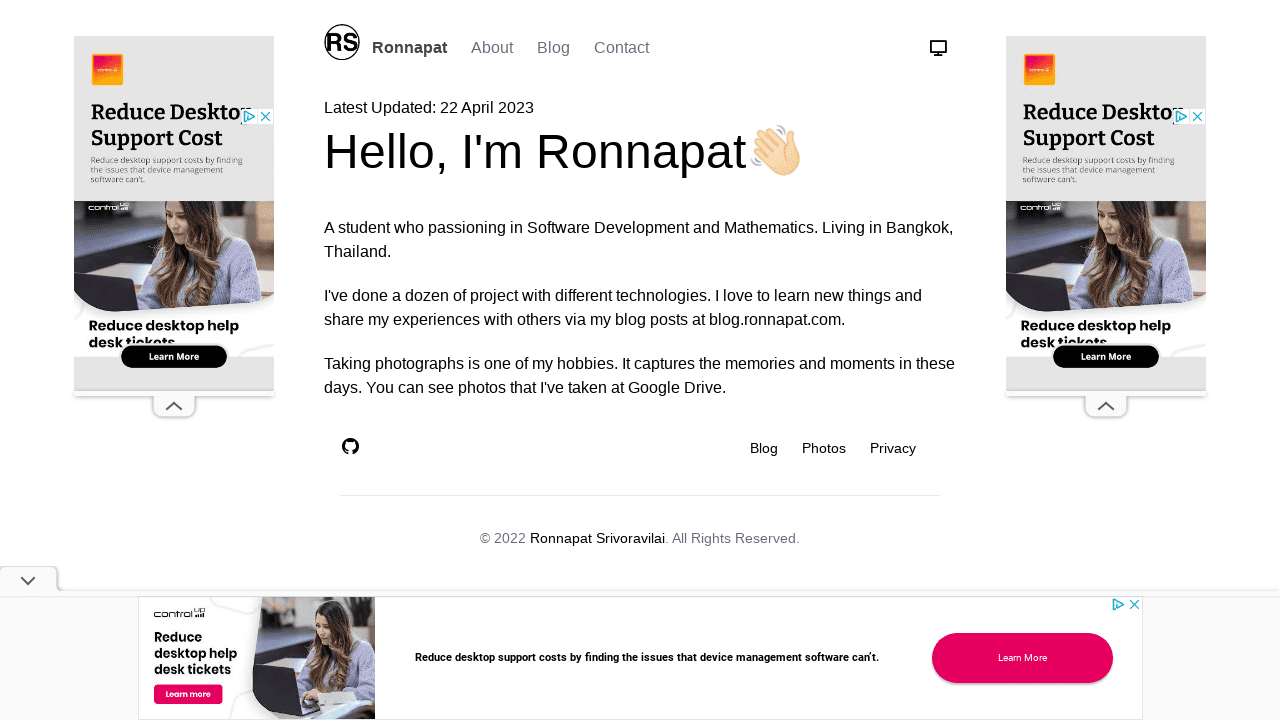 RS
Ronnapat About Blog Contact
Latest Updated: 22 April 2023
Hello, I'm Ronnapat
A student who passioning in Software Development and Mathematics. Living in Bangkok,
Thailand.
I've done a dozen of project with different technologies. I love to learn new things and
share my experiences with others via my blog posts at blog.ronnapat.com.
Taking photographs is one of my hobbies. It captures the memories and moments in these
days. You can see photos that I've taken at Google Drive.
Blog Photos Privacy
© 2022 Ronnapat Srivoravilai. All Rights Reserved.
Reduce Desktop
Support Cost
Reduce desktop support costs by finding
the issues that device management
software can't.
control up
Reduce desktop help
desk tickets
Learn More
Reduce Desktop
Support Cost
Reduce desktop support costs by finding
the issues that device management
software can't.
control up
Reduce desktop help
desk tickets
Learn More
control up
Reduce
desktop help
desk tickets
Learn more
Reduce desktop support costs by finding the issues that device management software can't.
Learn More